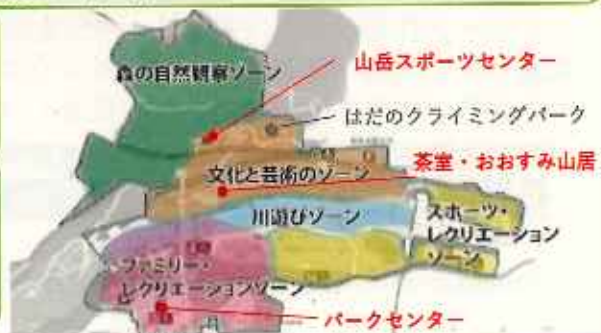 森の自然観察ゾーン
山岳スポーツセンター
はだのクライミングパーク
文化と芸術のゾーン
茶室・おおすみ山居
川遊びゾーン
スポーツ・
レクリエーション
ゾーン
ファミリー・
レクリエーションゾーン
パークセンター